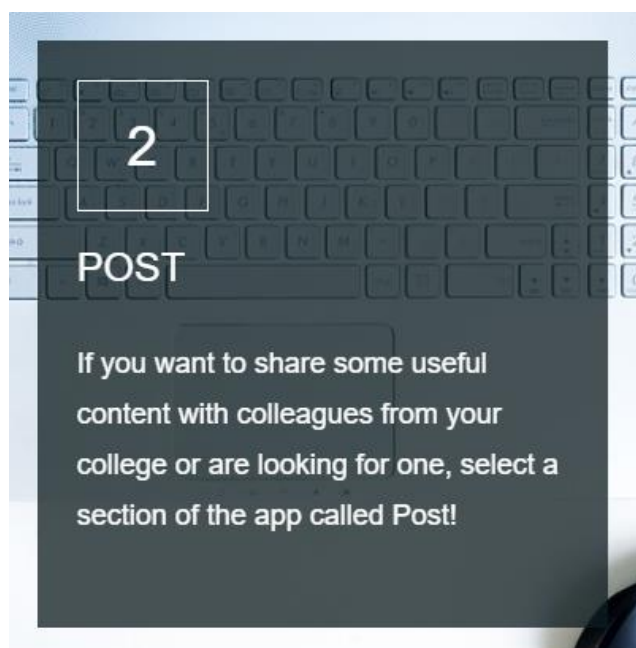 2
POST
If you want to share some useful
content with colleagues from your
college or are looking for one, select a
section of the app called Post!